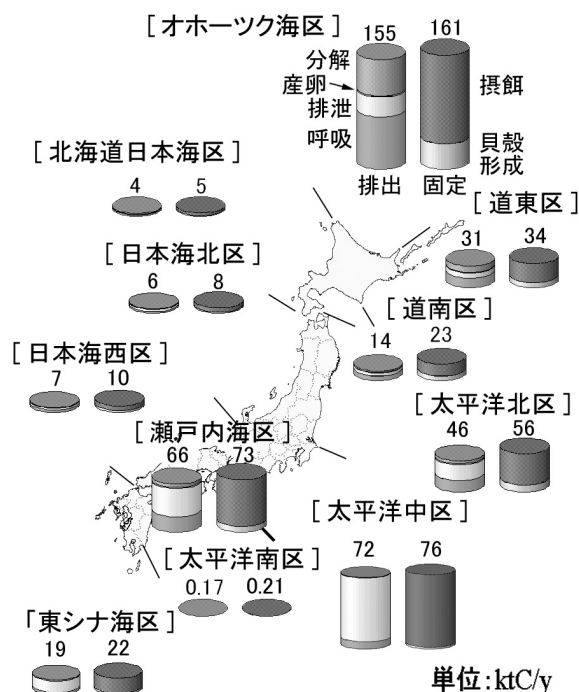 [オホーツク海区]
155 161
分解
産卵
排泄
呼吸
摂餌
貝殻
形成
排出 固定
[北海道日本海区]
4 5
[道東区]
31 34
[日本海北区]
6 8
[道南区]
14 23
[日本海西区]
7 10
[太平洋北区]
46 56
[瀬戸内海区]
66 73
[太平洋中区]
72 76
[太平洋南区]
0.17 0.21
「東シナ海区]
19 22
単位:ktC/y